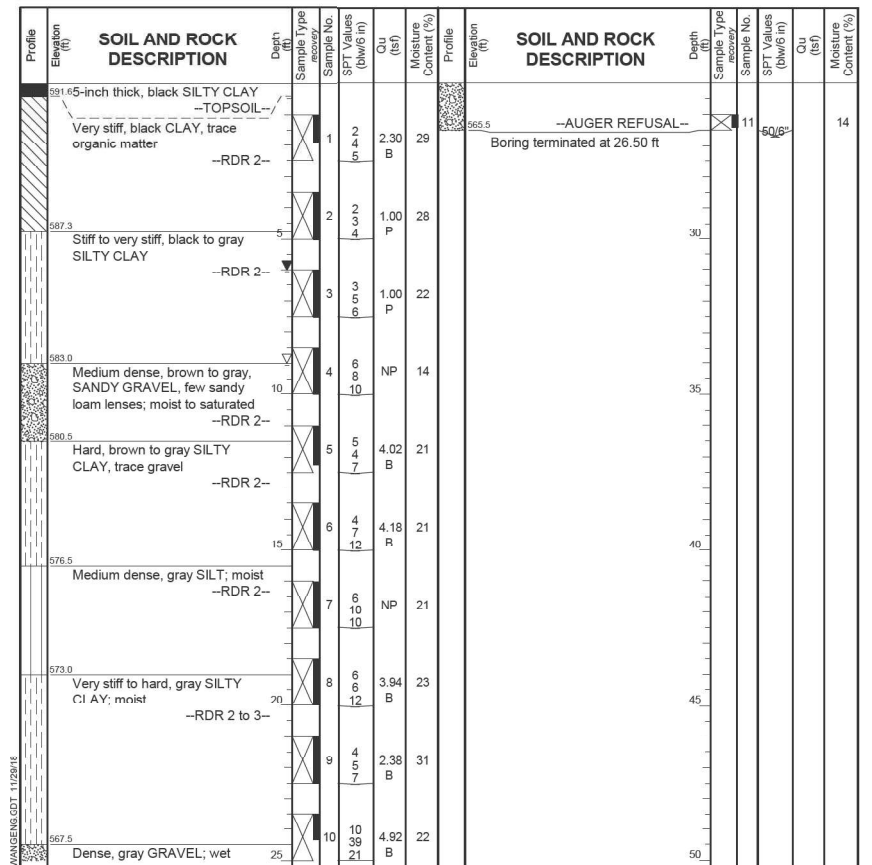 Profile
Elevation (ft)
SOIL AND ROCK
DESCRIPTION
Depth (ft)
Sample Type
recovery
Sample No.
SPT Values (blw/6 in)
Qu (tsf)
Moisture Content (%)
591.6 5-inch thick, black SILTY CLAY
--TOPSOIL--
Very stiff, black CLAY, trace
organic matter
--RDR 2--
1 2 4 5 2.30 B 29
2 2 3 4 1.00 P 28
587.3 5
Stiff to very stiff, black to gray
SILTY CLAY
--RDR 2--
3 3 5 6 1.00 P 22
583.0
Medium dense, brown to gray,
SANDY GRAVEL, few sandy
loam lenses; moist to saturated
--RDR 2--
10
4 6 8 10 NP 14
580.5
Hard, brown to gray SILTY
CLAY, trace gravel
--RDR 2--
5 5 4 7 4.02 B 21
15
6 4 7 12 4.18 B 21
576.5
Medium dense, gray SILT; moist
--RDR 2--
7 6 10 10 NP 21
573.0
Very stiff to hard, gray SILTY
CLAY; moist
--RDR 2 to 3--
20
8 6 6 12 3.94 B 23
9 4 5 7 2.38 B 31
10 10 39 21 4.92 B 22
567.5
Dense, gray GRAVEL; wet 25
WANGENG.GDT 11/29/18
Profile
Elevation (ft)
SOIL AND ROCK
DESCRIPTION
Depth (ft)
Sample Type
recovery
Sample No.
SPT Values (blw/6 in)
Qu (tsf)
Moisture Content (%)
565.5 --AUGER REFUSAL-- 11 50/6" 14
Boring terminated at 26.50 ft
30
35
40
45
50